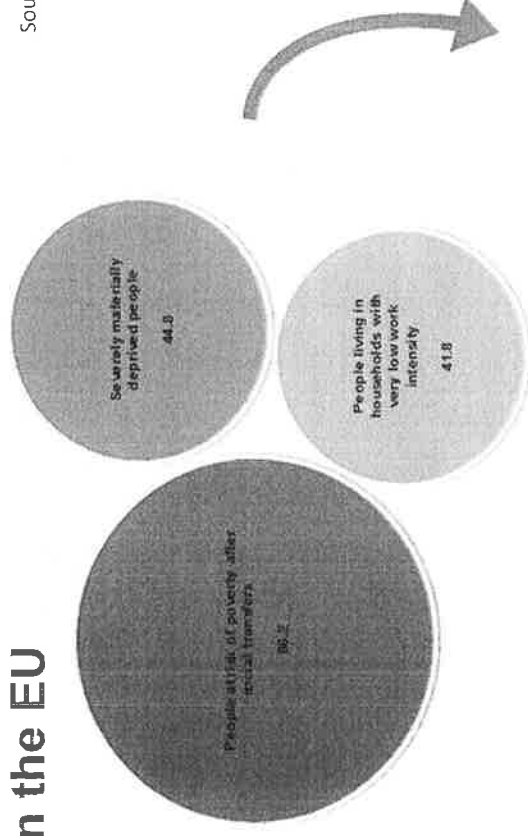 n the EU
Sou
People at risk of poverty after
social transfers
Severely materially
deprived people
44.8
People living in
households with
very low work
intensity
41.8